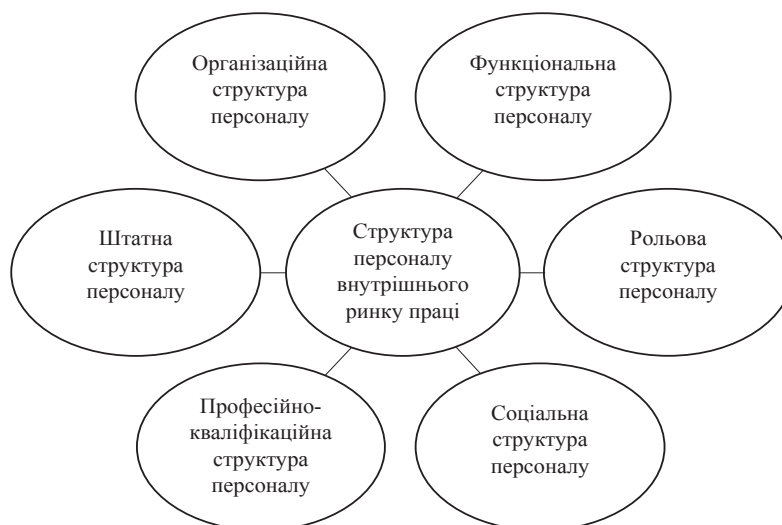 Організаційна
структура
персоналу
Функціональна
структура
персоналу
Штатна
структура
персоналу
Структура
персоналу
внутрішнього
ринку праці
Рольова
структура
персоналу
Професійно-
кваліфікаційна
структура
персоналу
Соціальна
структура
персоналу